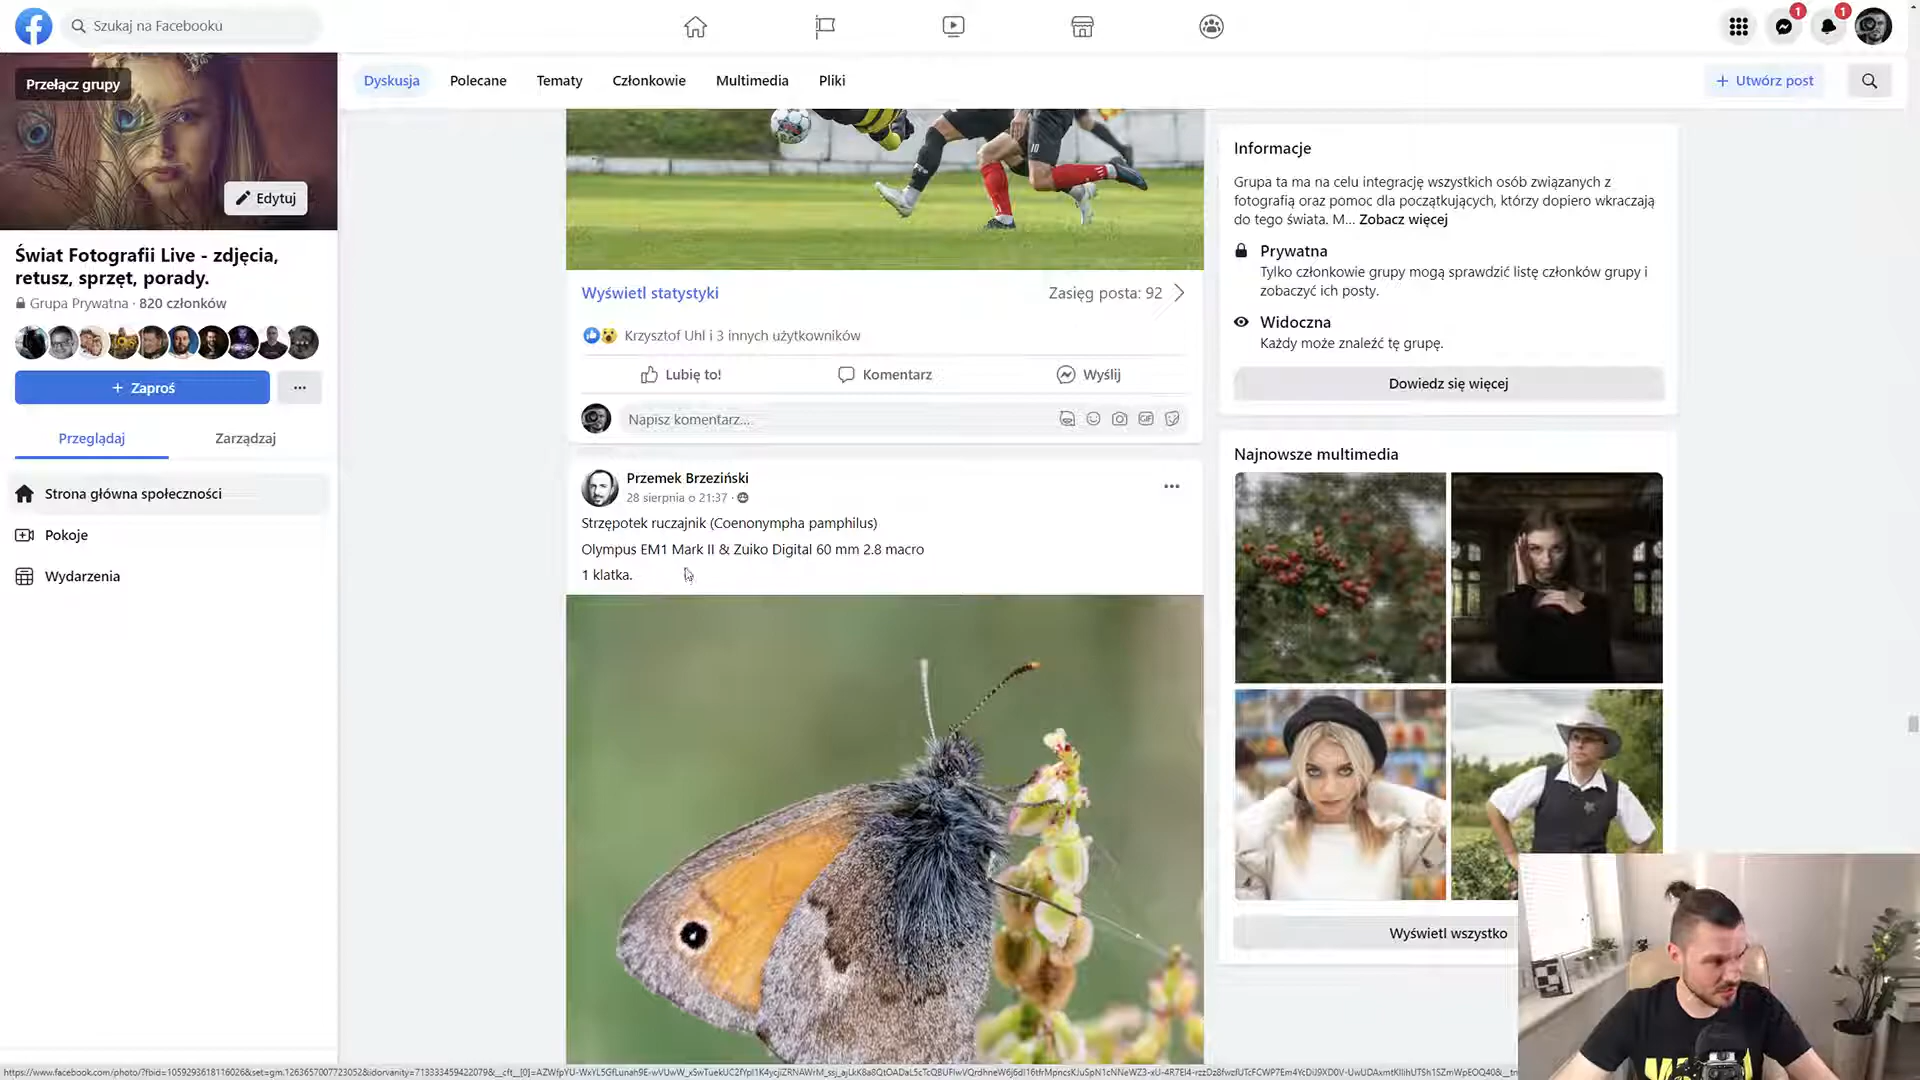 Szukaj na Facebooku
1
1
Przełącz grupy
Edytuj
Świat Fotografii Live - zdjęcia,
retusz, sprzęt, porady.
Grupa Prywatna · 820 członków
+ Zaproś
Przeglądaj
Zarządzaj
Strona główna społeczności
Pokoje
Wydarzenia
Dyskusja
Polecane
Tematy
Członkowie
Multimedia
Pliki
+ Utwórz post
10
Wyświetl statystyki
Zasięg posta: 92
Krzysztof Uhl i 3 innych użytkowników
Lubię to!
Komentarz
Wyślij
Napisz komentarz...
GIF
Przemek Brzeziński
28 sierpnia o 21:37 ·
Strzępotek ruczajnik (Coenonympha pamphilus)
Olympus EM1 Mark II & Zuiko Digital 60 mm 2.8 macro
1 klatka.
Informacje
Grupa ta ma na celu integrację wszystkich osób związanych z
fotografią oraz pomoc dla początkujących, którzy dopiero wkraczają
do tego świata. M... Zobacz więcej
Prywatna
Tylko członkowie grupy mogą sprawdzić listę członków grupy i
zobaczyć ich posty.
Widoczna
Każdy może znaleźć tę grupę.
Dowiedz się więcej
Najnowsze multimedia
Wyświetl wszystko